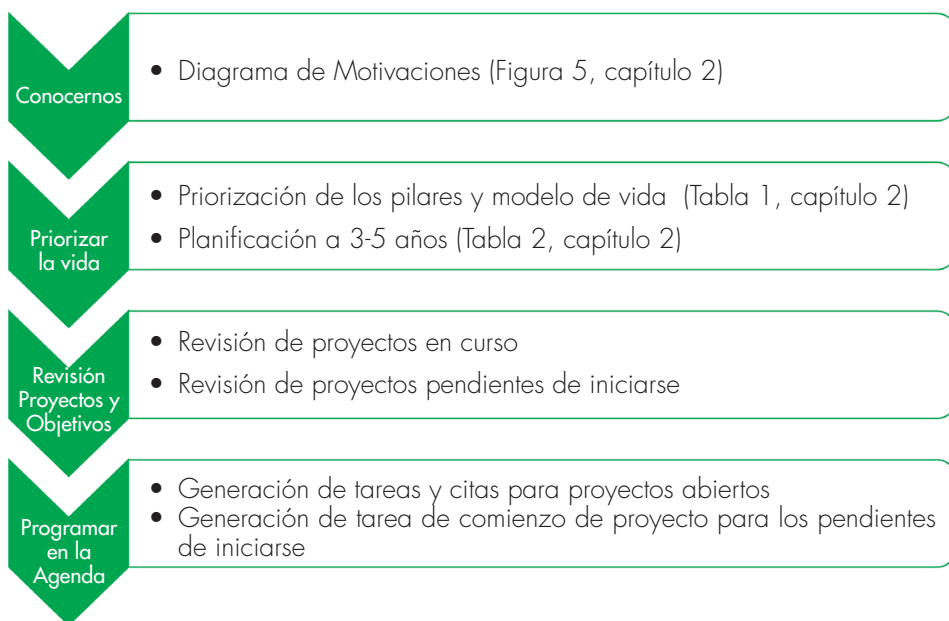 Conocernos
• Diagrama de Motivaciones (Figura 5, capítulo 2)
Priorizar
la vida
• Priorización de los pilares y modelo de vida (Tabla 1, capítulo 2)
• Planificación a 3-5 años (Tabla 2, capítulo 2)
Revisión
Proyectos y
Objetivos
• Revisión de proyectos en curso
• Revisión de proyectos pendientes de iniciarse
Programar
en la
Agenda
• Generación de tareas y citas para proyectos abiertos
• Generación de tarea de comienzo de proyecto para los pendientes
de iniciarse